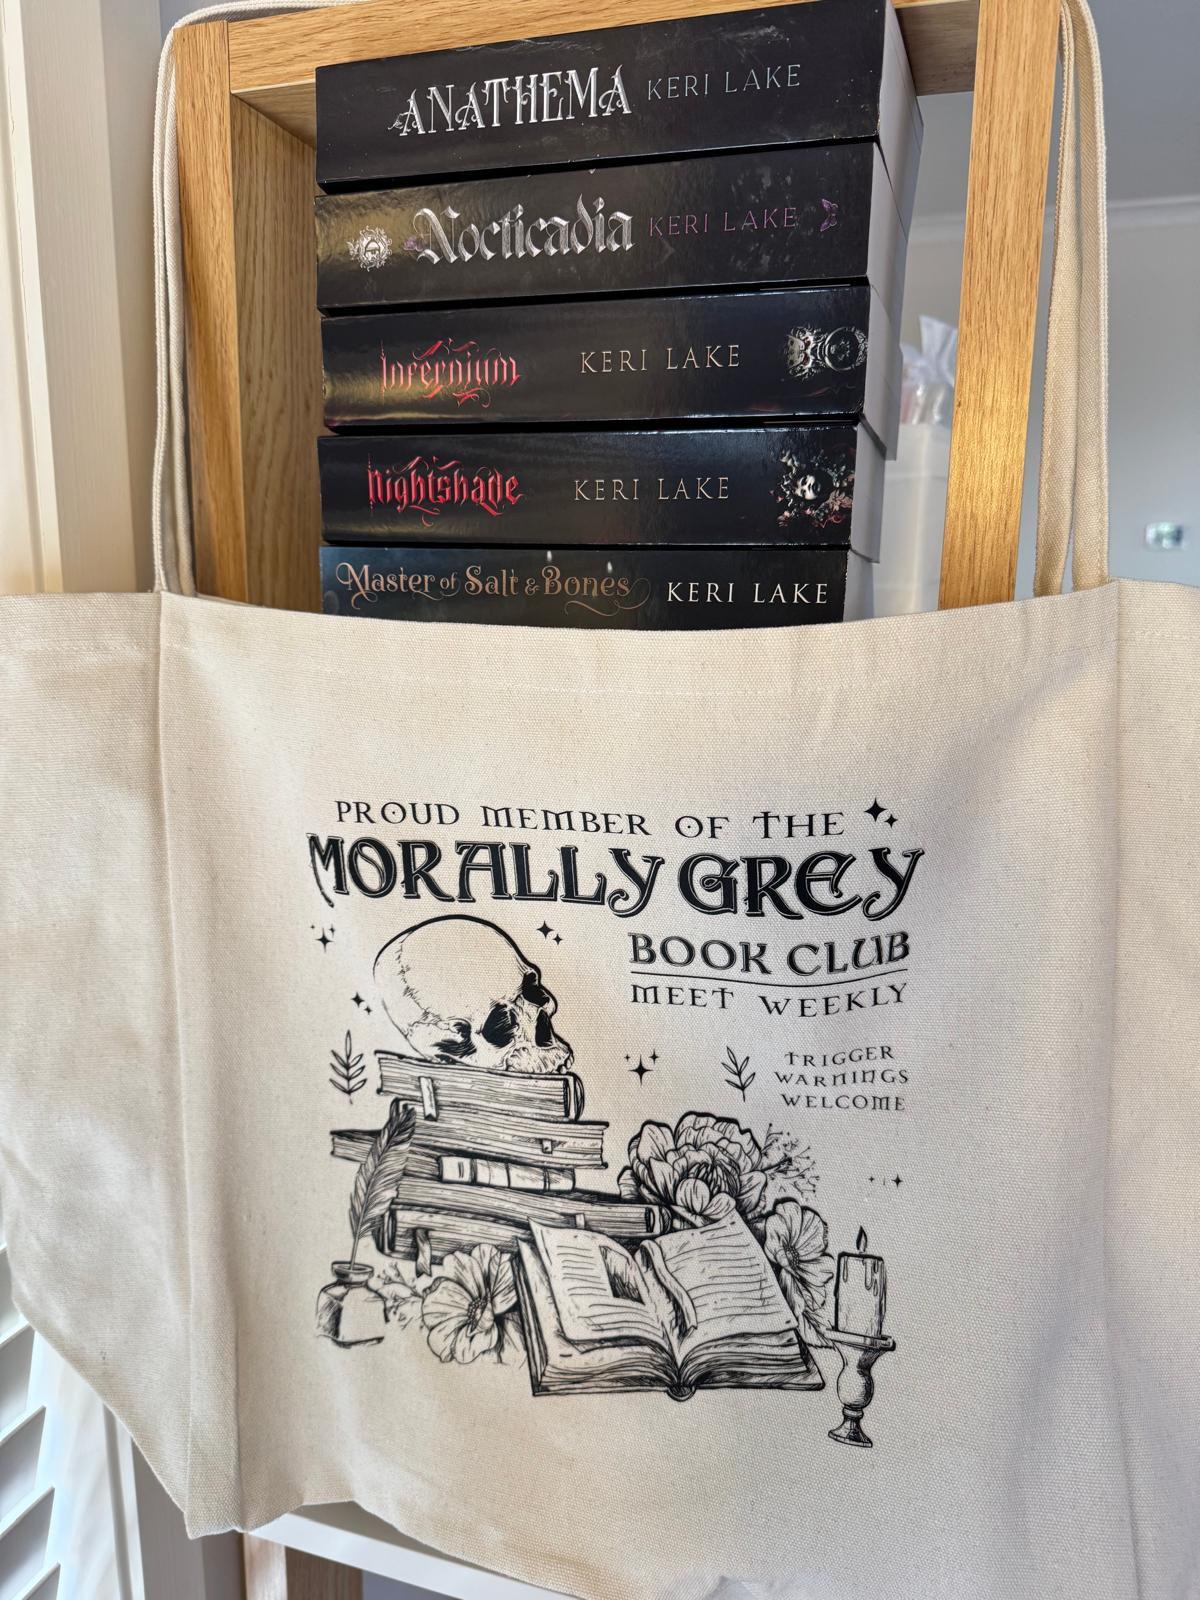 ANATHEMA KERI LAKE
Nocticadia KERI LAKE
Infernium KERI LAKE
Nightshade KERI LAKE
Master of Salt & Bones KERI LAKE
PROUD MEMBER OF THE
MORALLY GREY
BOOK CLUB
MEET WEEKLY
TRIGGER
WARNINGS
WELCOME